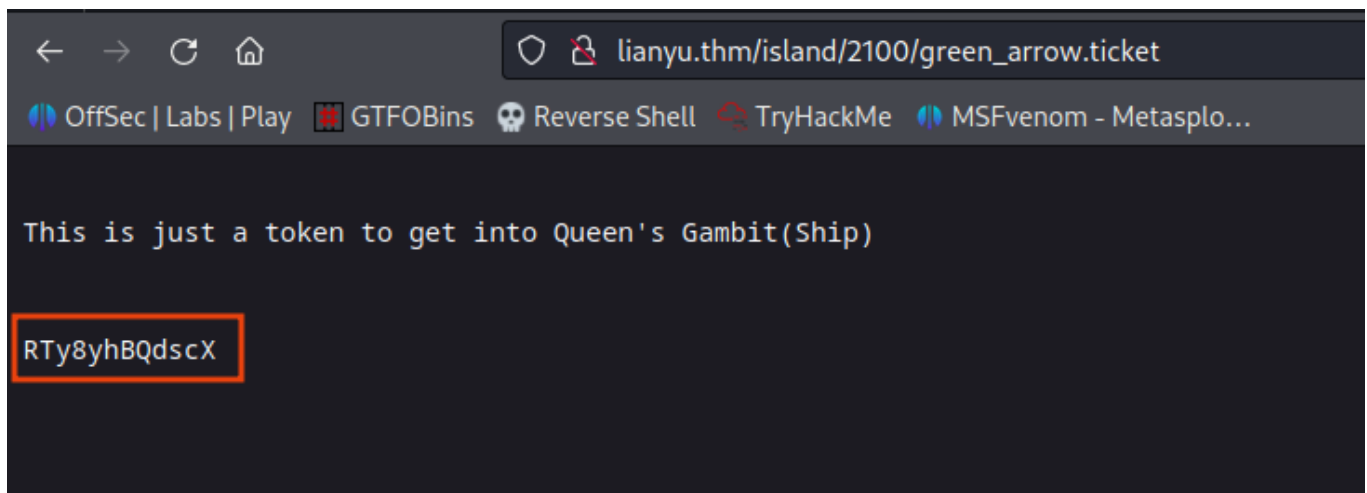 lianyu.thm/island/2100/green_arrow.ticket
OffSec | Labs | Play GTFOBins Reverse Shell TryHackMe MSFvenom - Metasplo...
This is just a token to get into Queen's Gambit(Ship)
RTy8yhBQdscX